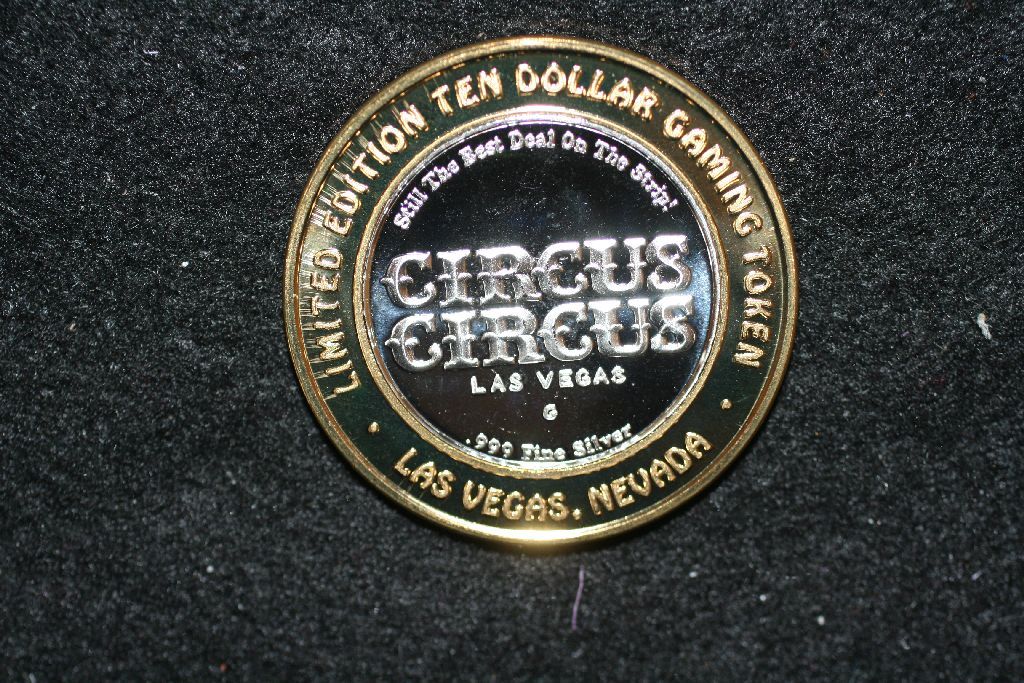 LIMITED EDITION TEN DOLLAR GAMING TOKEN
Still The Best Deal On The Strip!
CIRCUS
CIRCUS
LAS VEGAS
G
.999 Fine Silver
LAS VEGAS, NEVADA